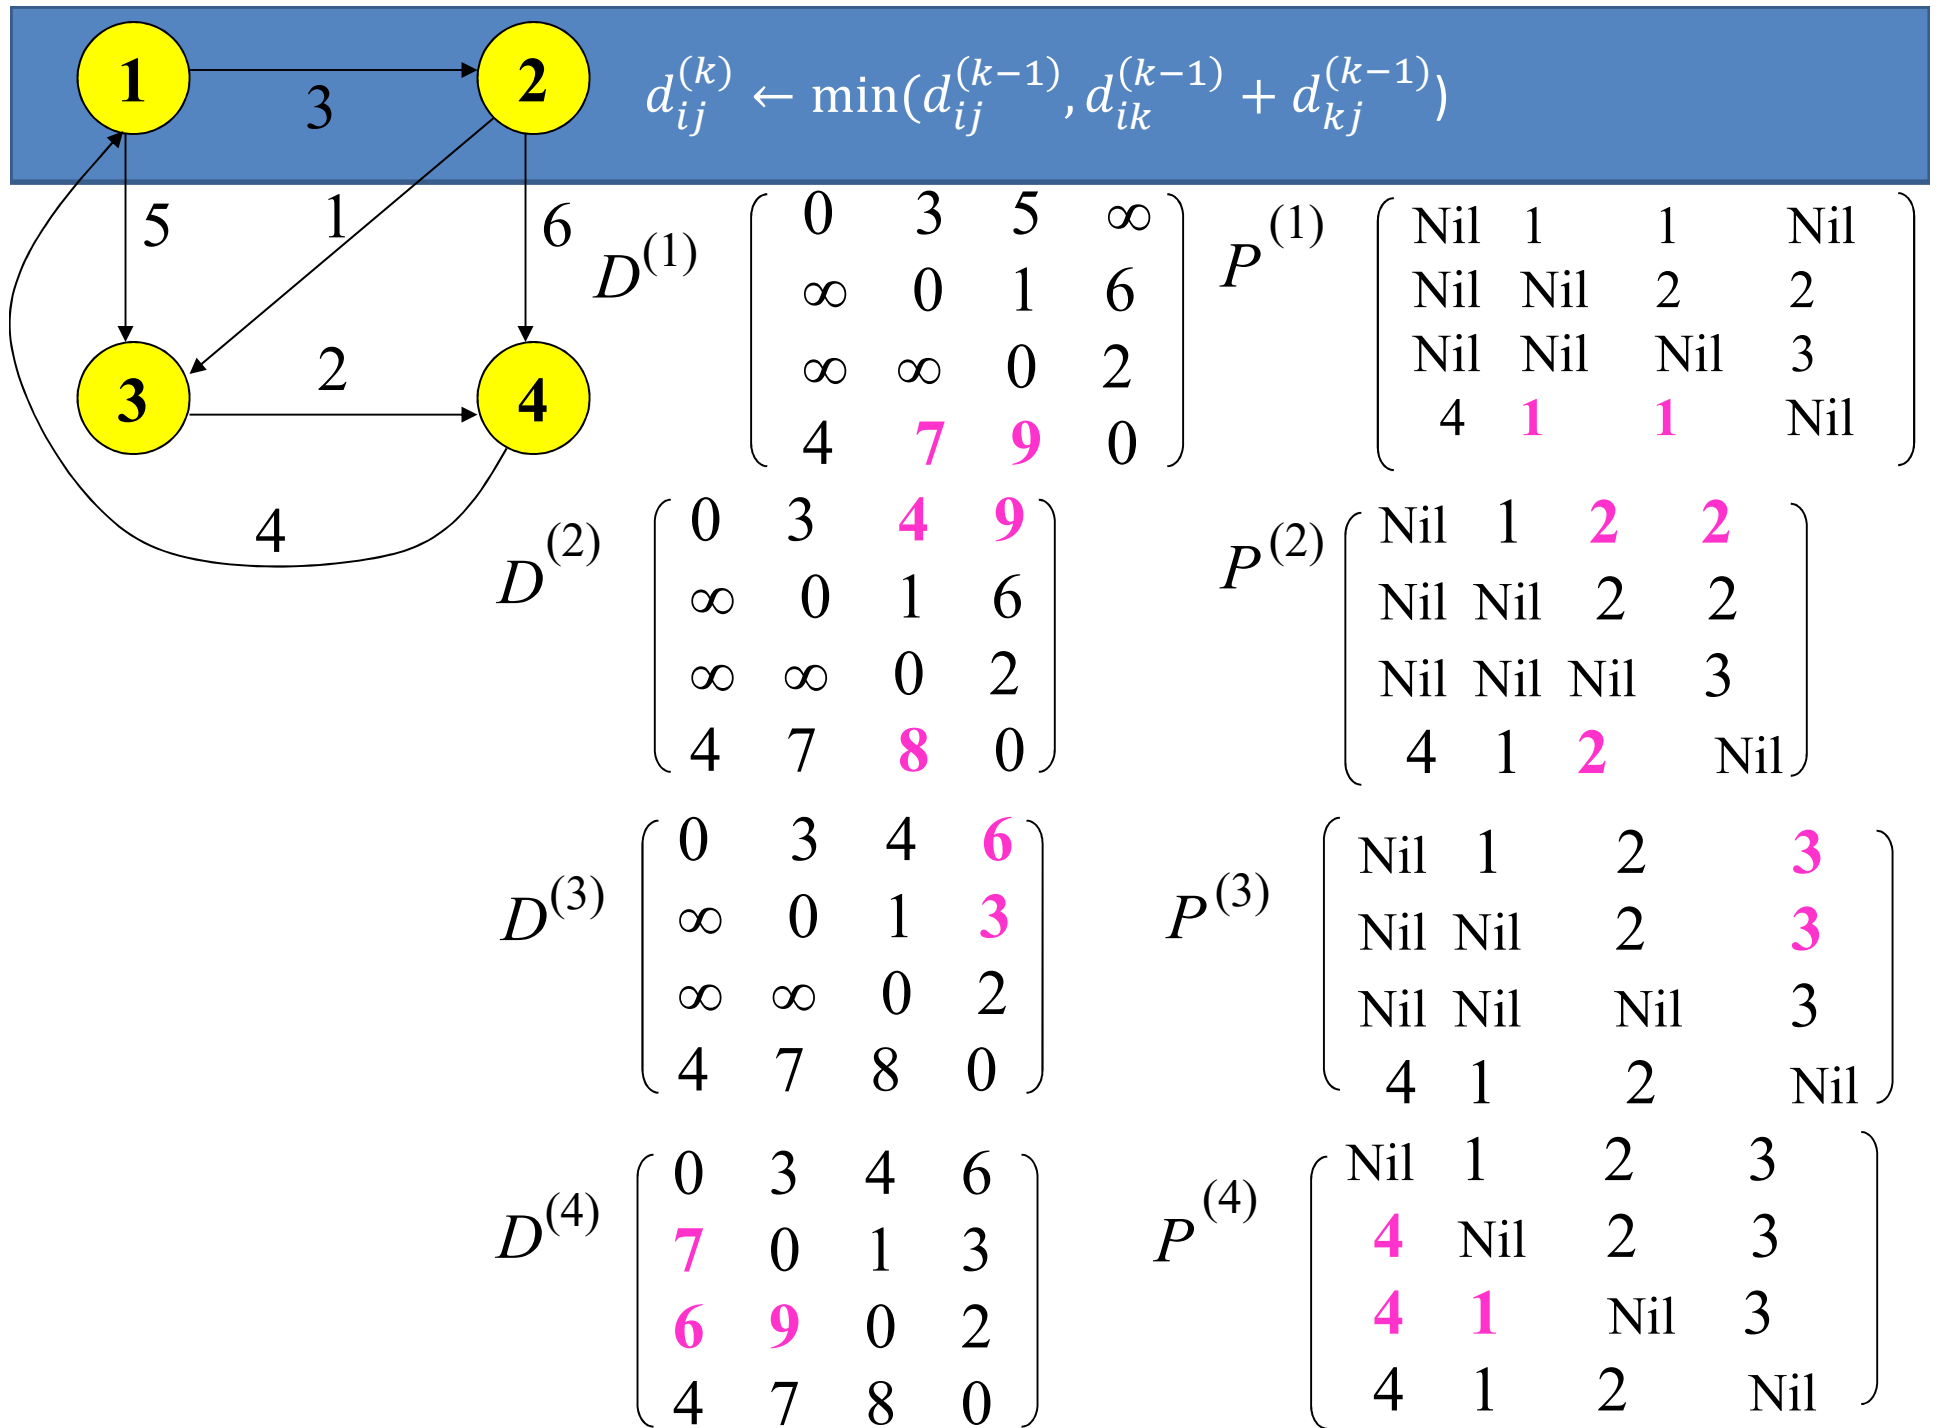 1 3 2
d_{ij}^{(k)} ← min(d_{ij}^{(k−1)}, d_{ik}^{(k−1)} + d_{kj}^{(k−1)})
5 1 6
3 2 4
4
D^{(1)}
0 3 5 ∞
∞ 0 1 6
∞ ∞ 0 2
4 7 9 0
P^{(1)}
Nil 1 1 Nil
Nil Nil 2 2
Nil Nil Nil 3
4 1 1 Nil
D^{(2)}
0 3 4 9
∞ 0 1 6
∞ ∞ 0 2
4 7 8 0
P^{(2)}
Nil 1 2 2
Nil Nil 2 2
Nil Nil Nil 3
4 1 2 Nil
D^{(3)}
0 3 4 6
∞ 0 1 3
∞ ∞ 0 2
4 7 8 0
P^{(3)}
Nil 1 2 3
Nil Nil 2 3
Nil Nil Nil 3
4 1 2 Nil
D^{(4)}
0 3 4 6
7 0 1 3
6 9 0 2
4 7 8 0
P^{(4)}
Nil 1 2 3
4 Nil 2 3
4 1 Nil 3
4 1 2 Nil